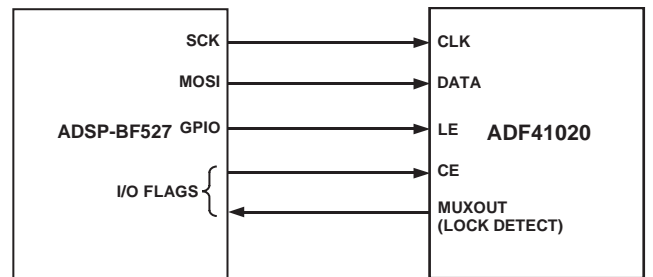 SCK
MOSI
ADSP-BF527 GPIO
I/O FLAGS
CLK
DATA
LE
ADF41020
CE
MUXOUT
(LOCK DETECT)